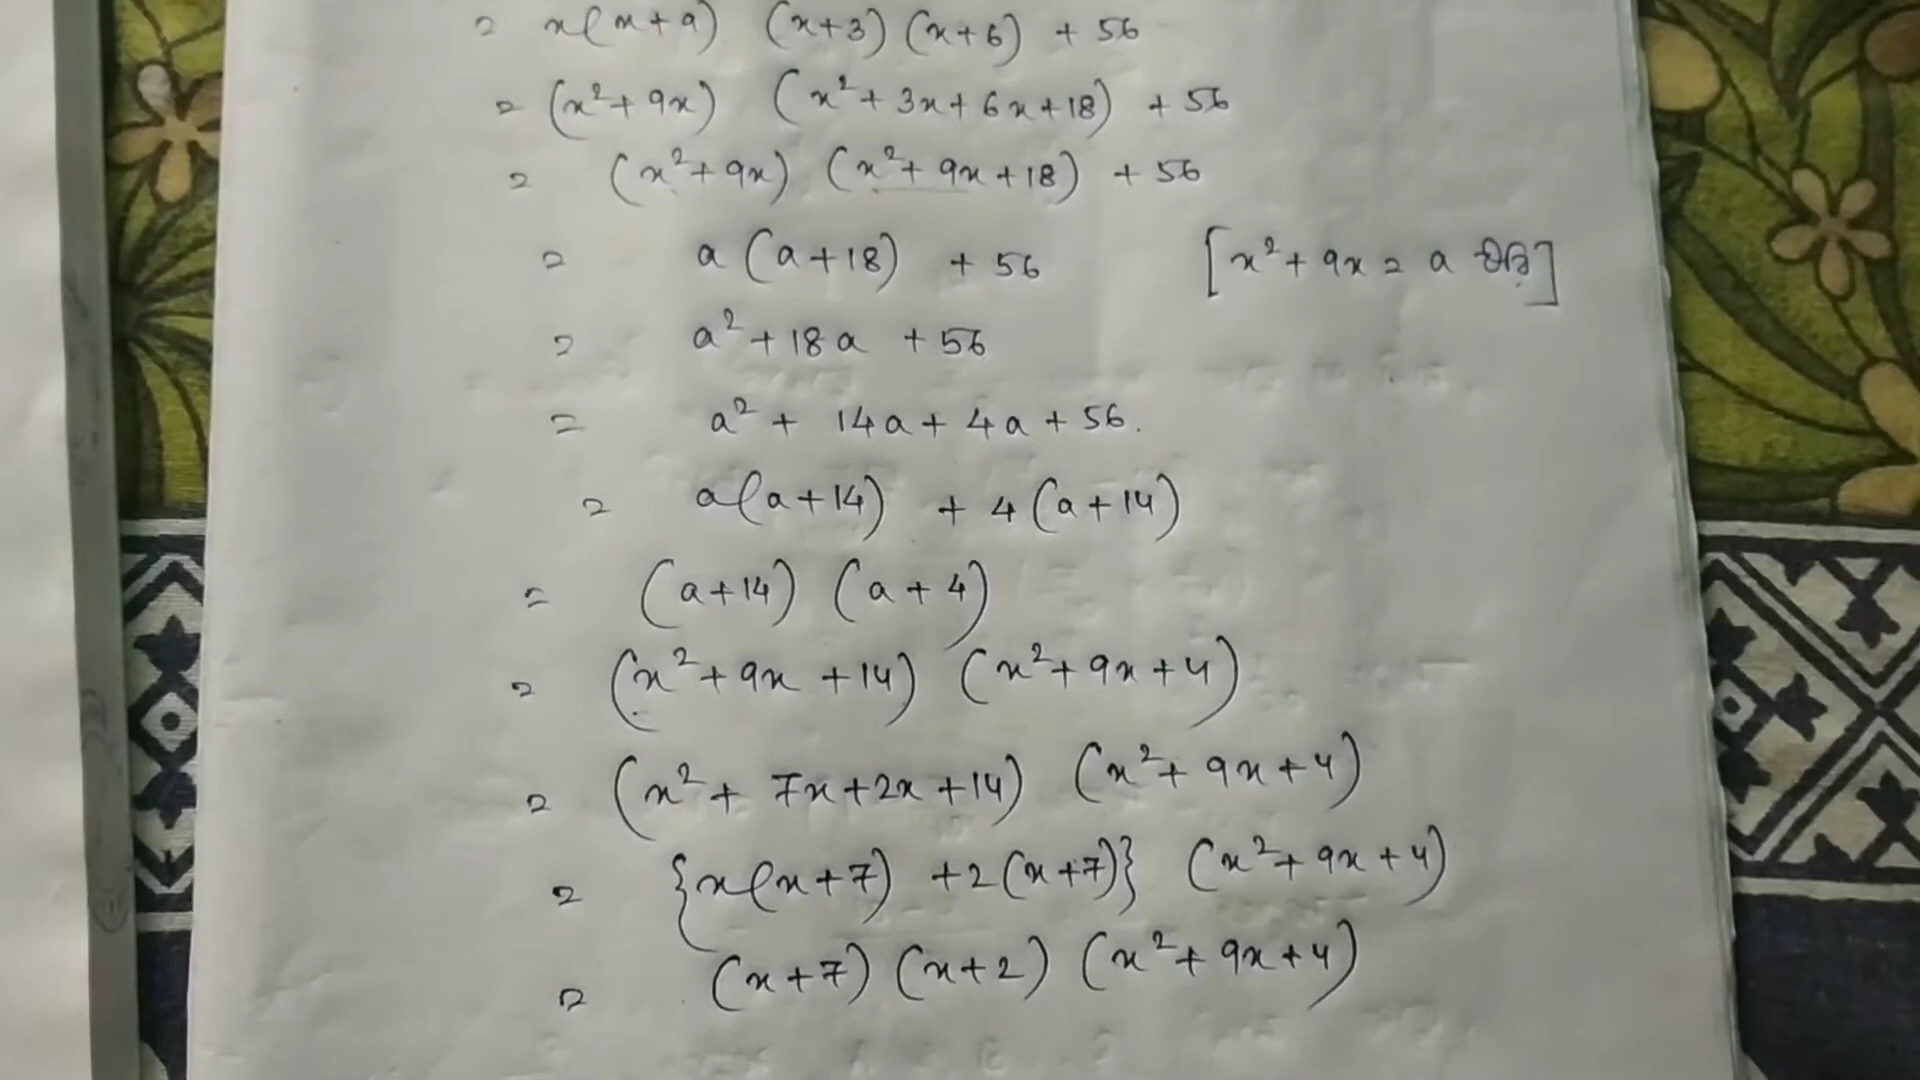 = x(x+9) (x+3) (x+6) + 56
= (x²+9x) (x²+3x+6x+18) + 56
= (x²+9x) (x²+9x+18) + 56
= a(a+18) + 56 [x²+9x = a ধরি]
= a²+18a+56
= a²+14a+4a+56.
= a(a+14) + 4(a+14)
= (a+14) (a+4)
= (x²+9x+14) (x²+9x+4)
= (x²+7x+2x+14) (x²+9x+4)
= {x(x+7) +2(x+7)} (x²+9x+4)
= (x+7) (x+2) (x²+9x+4)